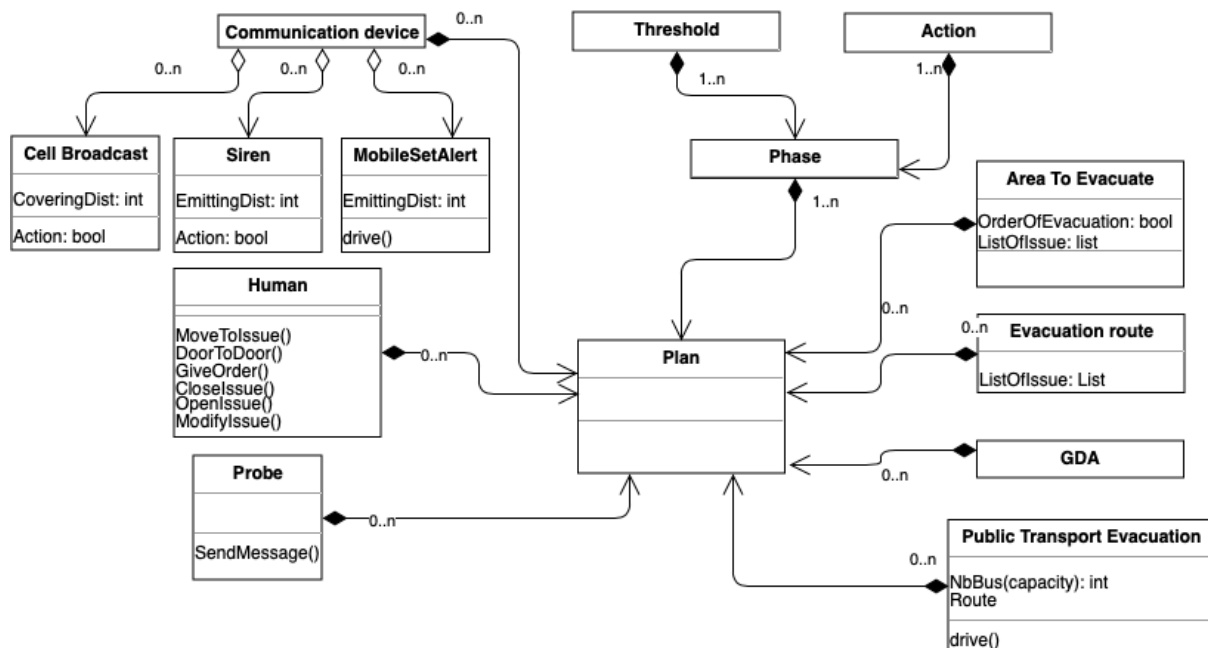 Communication device
0..n
0..n
0..n
0..n
Threshold
1..n
Action
1..n
Cell Broadcast
CoveringDist: int
Action: bool
Siren
EmittingDist: int
Action: bool
MobileSetAlert
EmittingDist: int
drive()
Phase
1..n
Area To Evacuate
OrderOfEvacuation: bool
ListOfIssue: list
0..n
Human
MoveToIssue()
DoorToDoor()
GiveOrder()
CloseIssue()
OpenIssue()
ModifyIssue()
0..n
Plan
0..n
Evacuation route
ListOfIssue: List
GDA
0..n
Probe
SendMessage()
0..n
Public Transport Evacuation
NbBus(capacity): int
Route
drive()
0..n